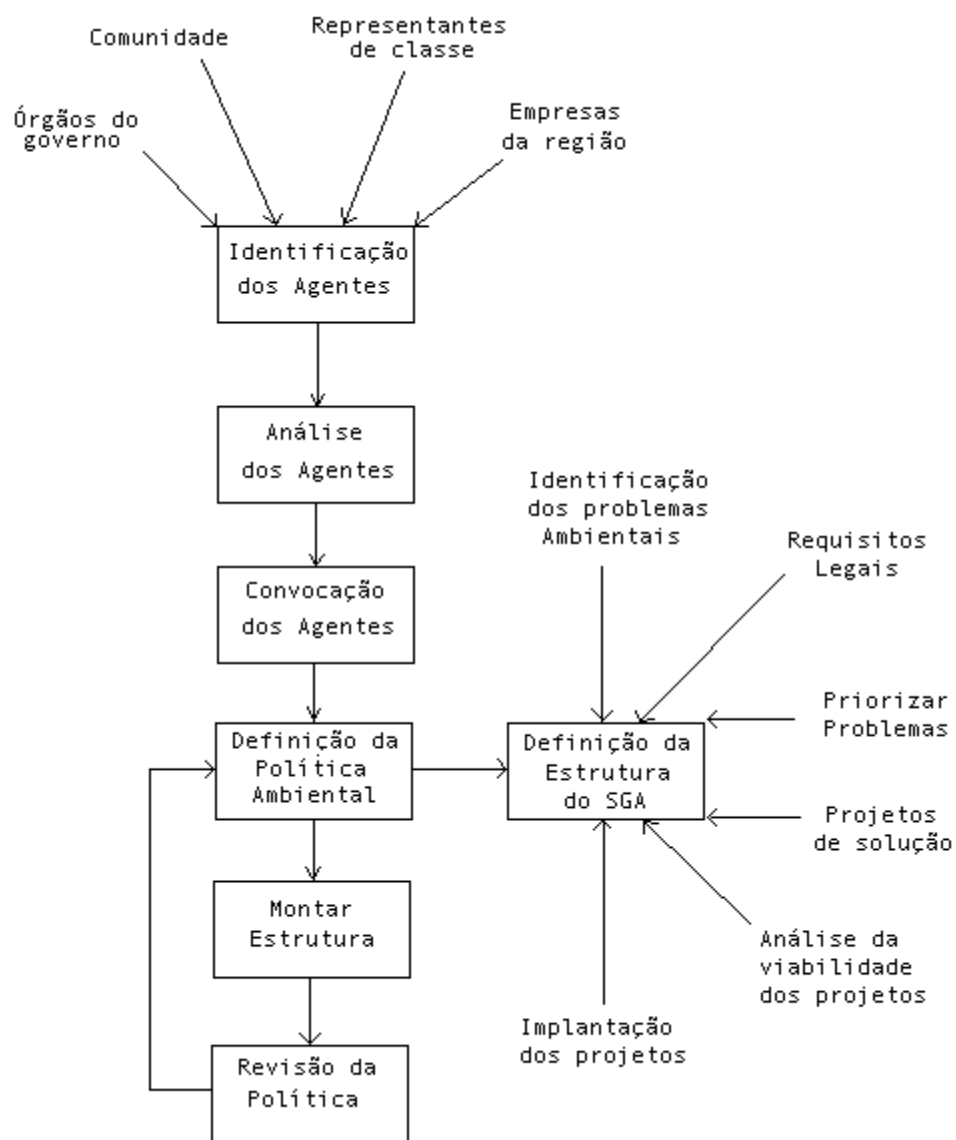 Comunidade
Representantes
de classe
Órgãos do
governo
Empresas
da região
Identificação
dos Agentes
Análise
dos Agentes
Convocação
dos Agentes
Definição da
Política
Ambiental
Montar
Estrutura
Revisão da
Política
Identificação
dos problemas
Ambientais
Requisitos
Legais
Priorizar
Problemas
Definição da
Estrutura
do SGA
Projetos
de solução
Análise da
viabilidade
dos projetos
Implantação
dos projetos